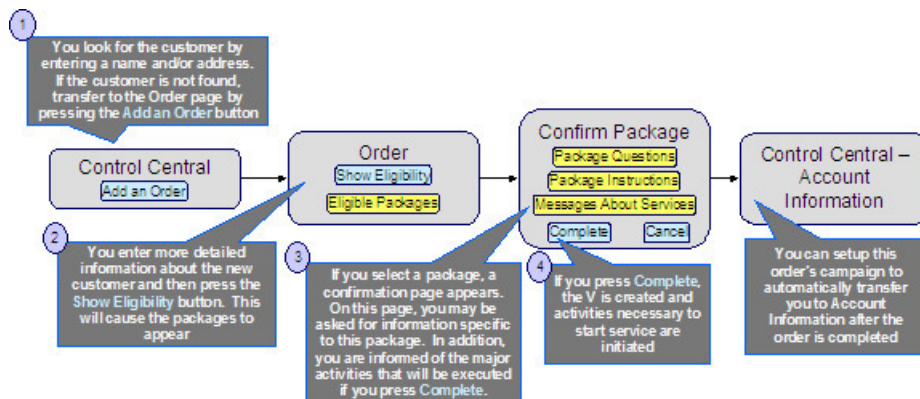 1
You look for the customer by
entering a name and/or address.
If the customer is not found,
transfer to the Order page by
pressing the Add an Order button
Control Central
Add an Order
Order
Show Eligibility
Eligible Packages
Confirm Package
Package Questions
Package Instructions
Messages About Services
Complete
Cancel
Control Central –
Account
Information
2
You enter more detailed
information about the new
customer and then press the
Show Eligibility button. This
will cause the packages to
appear
3
If you select a package, a
confirmation page appears.
On this page, you may be
asked for information specific
to this package. In addition,
you are informed of the major
activities that will be executed
if you press Complete.
4
If you press Complete,
the V is created and
activities necessary to
start service are
initiated
You can setup this
order's campaign to
automatically transfer
you to Account
Information after the
order is completed